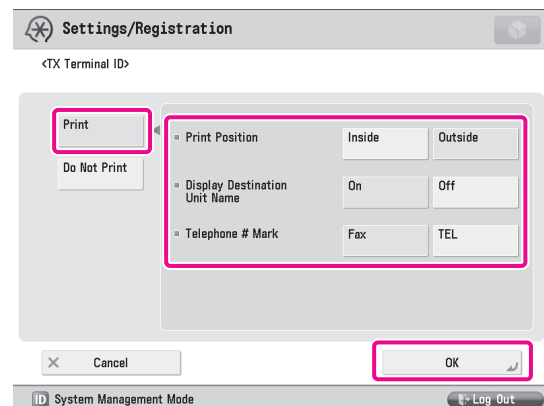 Settings/Registration
<TX Terminal ID>
Print
Do Not Print
Print Position
Inside
Outside
Display Destination
Unit Name
On
Off
Telephone # Mark
Fax
TEL
Cancel
OK
ID System Management Mode
Log Out